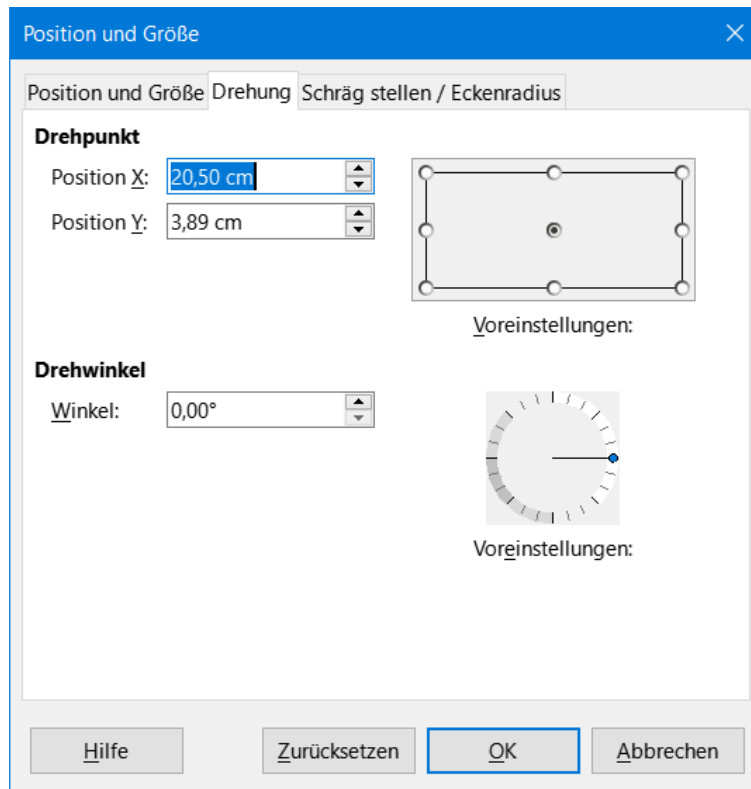 Position und Größe
Position und Größe Drehung Schräg stellen / Eckenradius
Drehpunkt
Position X: 20,50 cm
Position Y: 3,89 cm
Voreinstellungen:
Drehwinkel
Winkel: 0,00°
Voreinstellungen:
Hilfe Zurücksetzen OK Abbrechen